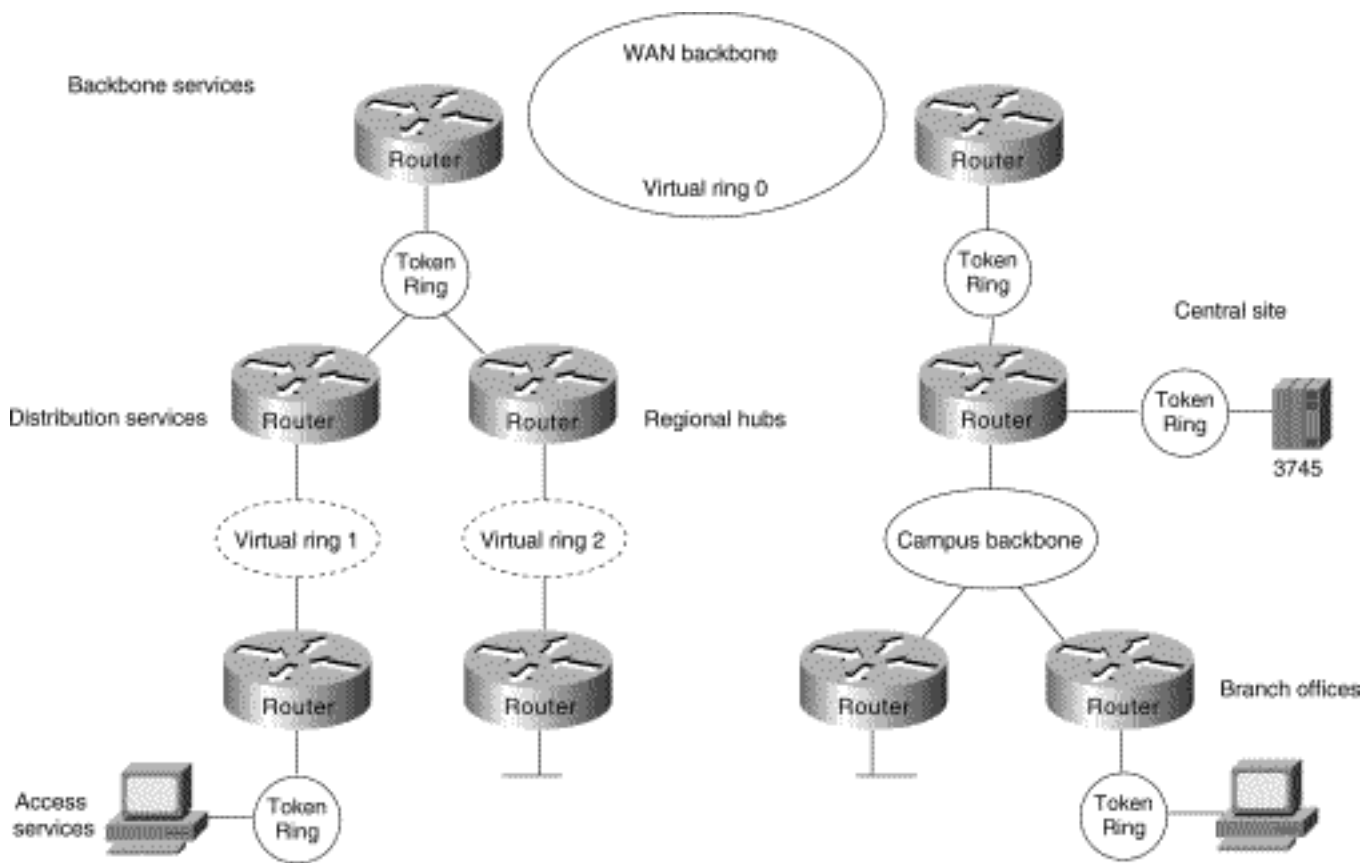 WAN backbone
Backbone services
Router
Router
Virtual ring 0
Token
Ring
Token
Ring
Central site
Distribution services
Router
Router
Regional hubs
Router
Token
Ring
3745
Virtual ring 1
Virtual ring 2
Campus backbone
Router
Router
Router
Router
Branch offices
Access
services
Token
Ring
Token
Ring